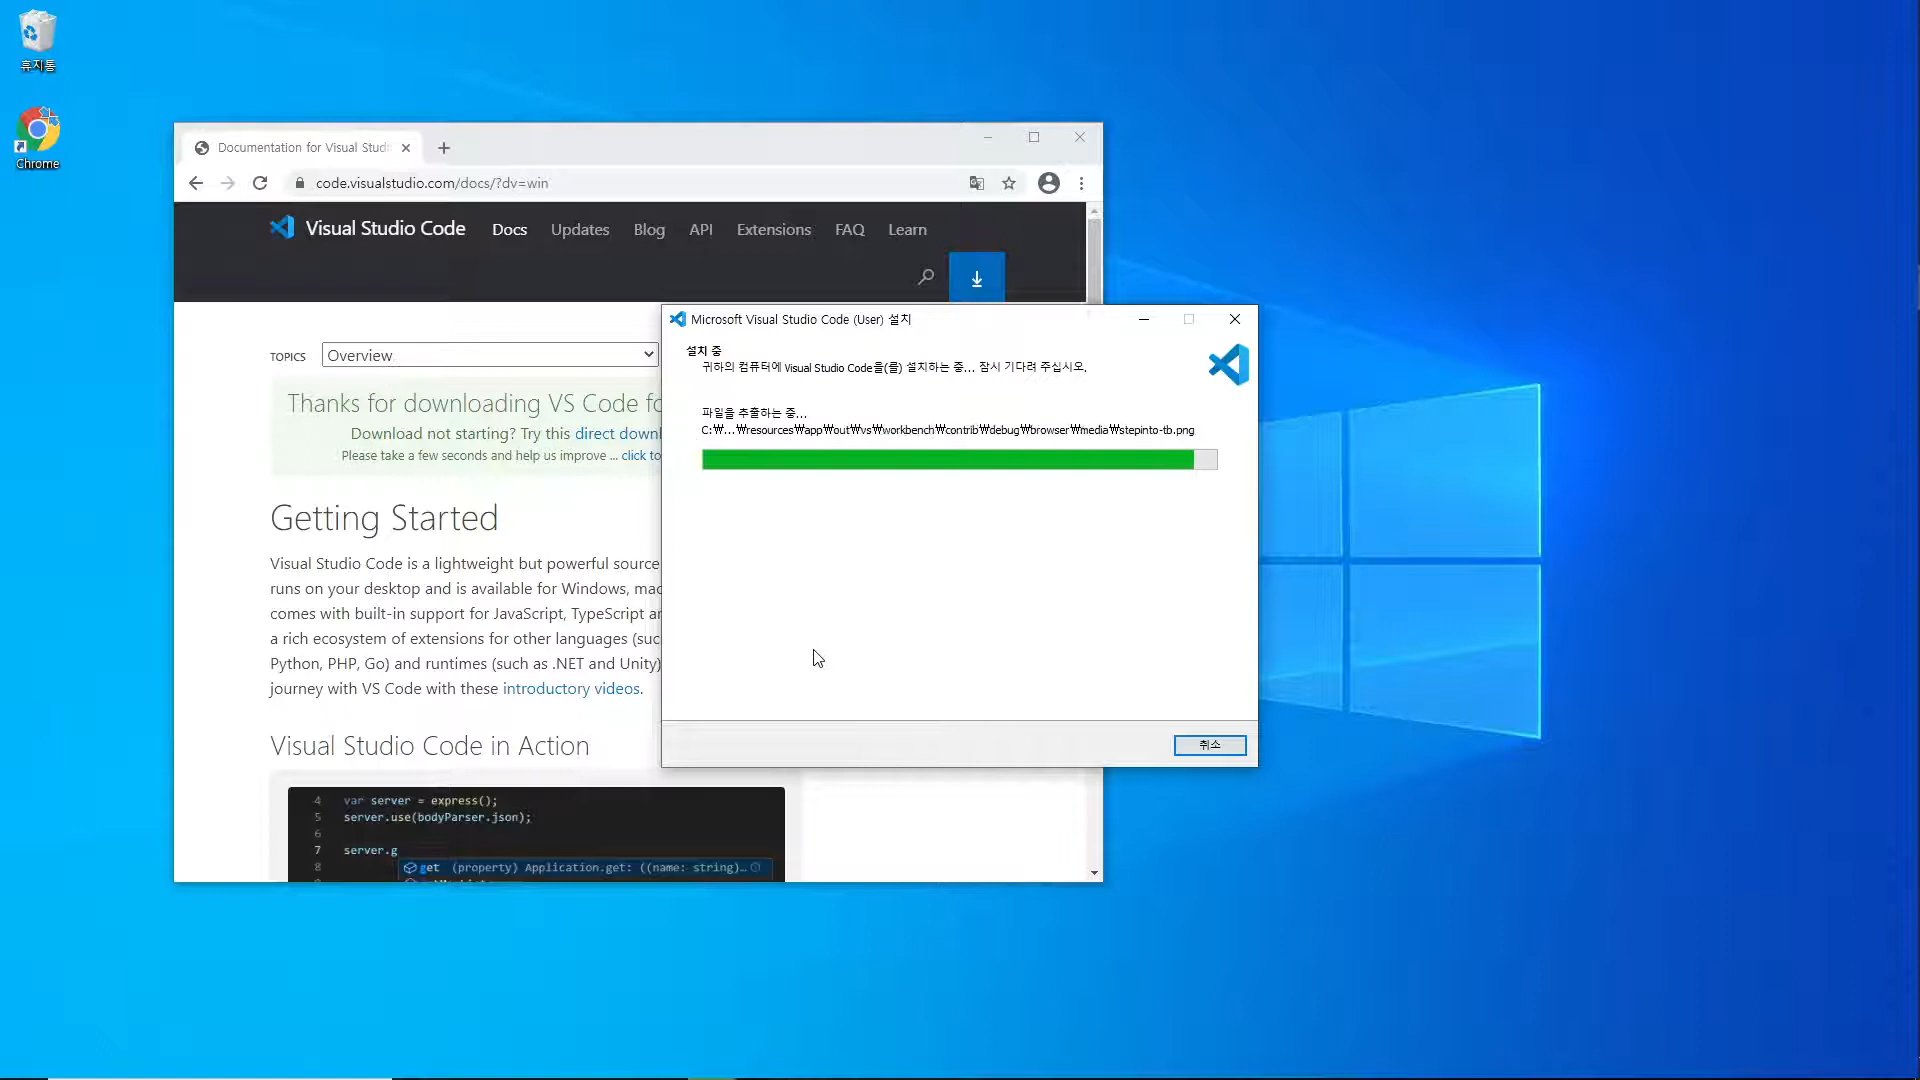 휴지통
Chrome
Documentation for Visual Stud
code.visualstudio.com/docs/?dv=win
Visual Studio Code
Docs
Updates
Blog
API
Extensions
FAQ
Learn
TOPICS
Overview
Thanks for downloading VS Code fo
Download not starting? Try this direct downl
Please take a few seconds and help us improve ... click to
Getting Started
Visual Studio Code is a lightweight but powerful source
runs on your desktop and is available for Windows, mac
comes with built-in support for JavaScript, TypeScript an
a rich ecosystem of extensions for other languages (suc
Python, PHP, Go) and runtimes (such as .NET and Unity)
journey with VS Code with these introductory videos.
Visual Studio Code in Action
4 var server = express();
5 server.use(bodyParser.json);
6
7 server.g
8 get (property) Application.get: ((name: string)…
Microsoft Visual Studio Code (User) 설치
설치 중
귀하의 컴퓨터에 Visual Studio Code을(를) 설치하는 중... 잠시 기다려 주십시오.
파일을 추출하는 중...
C:₩...₩resources₩app₩out₩vs₩workbench₩contrib₩debug₩browser₩media₩stepinto-tb.png
취소